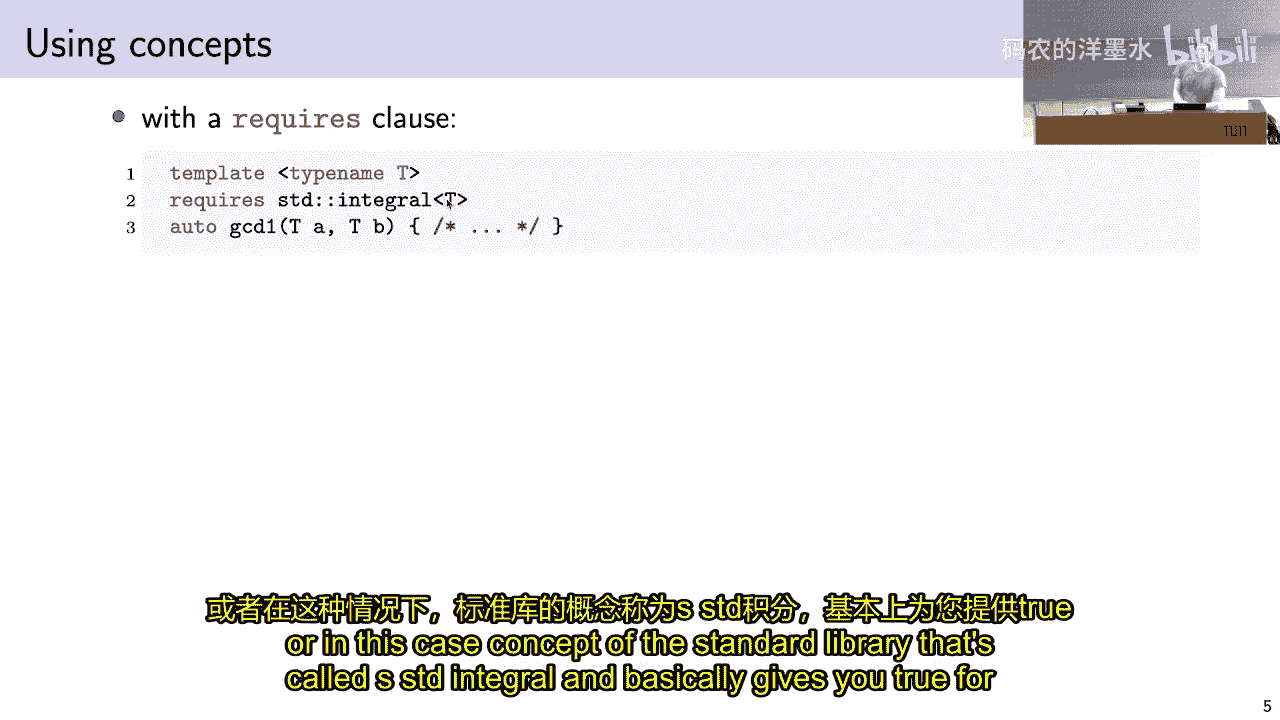 Using concepts
码农的洋墨水 bilibili
TUM
• with a requires clause:
1 template <typename T>
2 requires std::integral<T>
3 auto gcd1(T a, T b) { /* ... */ }
或者在这种情况下，标准库的概念称为s std积分，基本上为您提供true
or in this case concept of the standard library that's
called s std integral and basically gives you true for
5